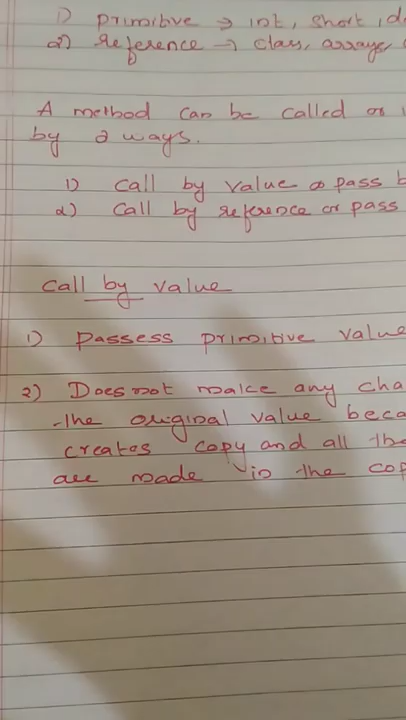 1) primitive → int, short, d
2) reference → class, arrays,
A method can be called or
by 2 ways.
1) call by value or pass b
2) call by reference or pass
call by value
1) Passess primitive value
2) Does not make any cha
the original value beca
creates copy and all the
are made in the cop